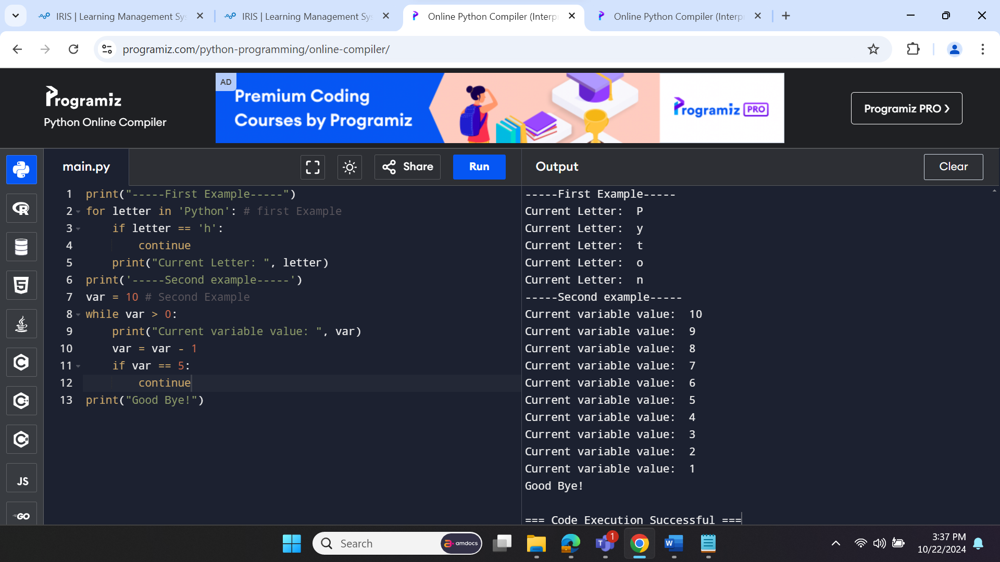 IRIS | Learning Management Sys
IRIS | Learning Management Sys
Online Python Compiler (Interpr
Online Python Compiler (Interpr
programiz.com/python-programming/online-compiler/
Programiz
Python Online Compiler
AD
Premium Coding
Courses by Programiz
Programiz PRO
Programiz PRO ❯
main.py
Share
Run
Output
Clear
1 print("-----First Example-----")
2 for letter in 'Python': # first Example
3     if letter == 'h':
4         continue
5     print("Current Letter: ", letter)
6 print('-----Second example-----')
7 var = 10 # Second Example
8 while var > 0:
9     print("Current variable value: ", var)
10     var = var - 1
11     if var == 5:
12         continue
13 print("Good Bye!")
-----First Example-----
Current Letter:  P
Current Letter:  y
Current Letter:  t
Current Letter:  o
Current Letter:  n
-----Second example-----
Current variable value:  10
Current variable value:  9
Current variable value:  8
Current variable value:  7
Current variable value:  6
Current variable value:  5
Current variable value:  4
Current variable value:  3
Current variable value:  2
Current variable value:  1
Good Bye!
=== Code Execution Successful ===
JS
GO
Search
amdocs
1
3:37 PM
10/22/2024